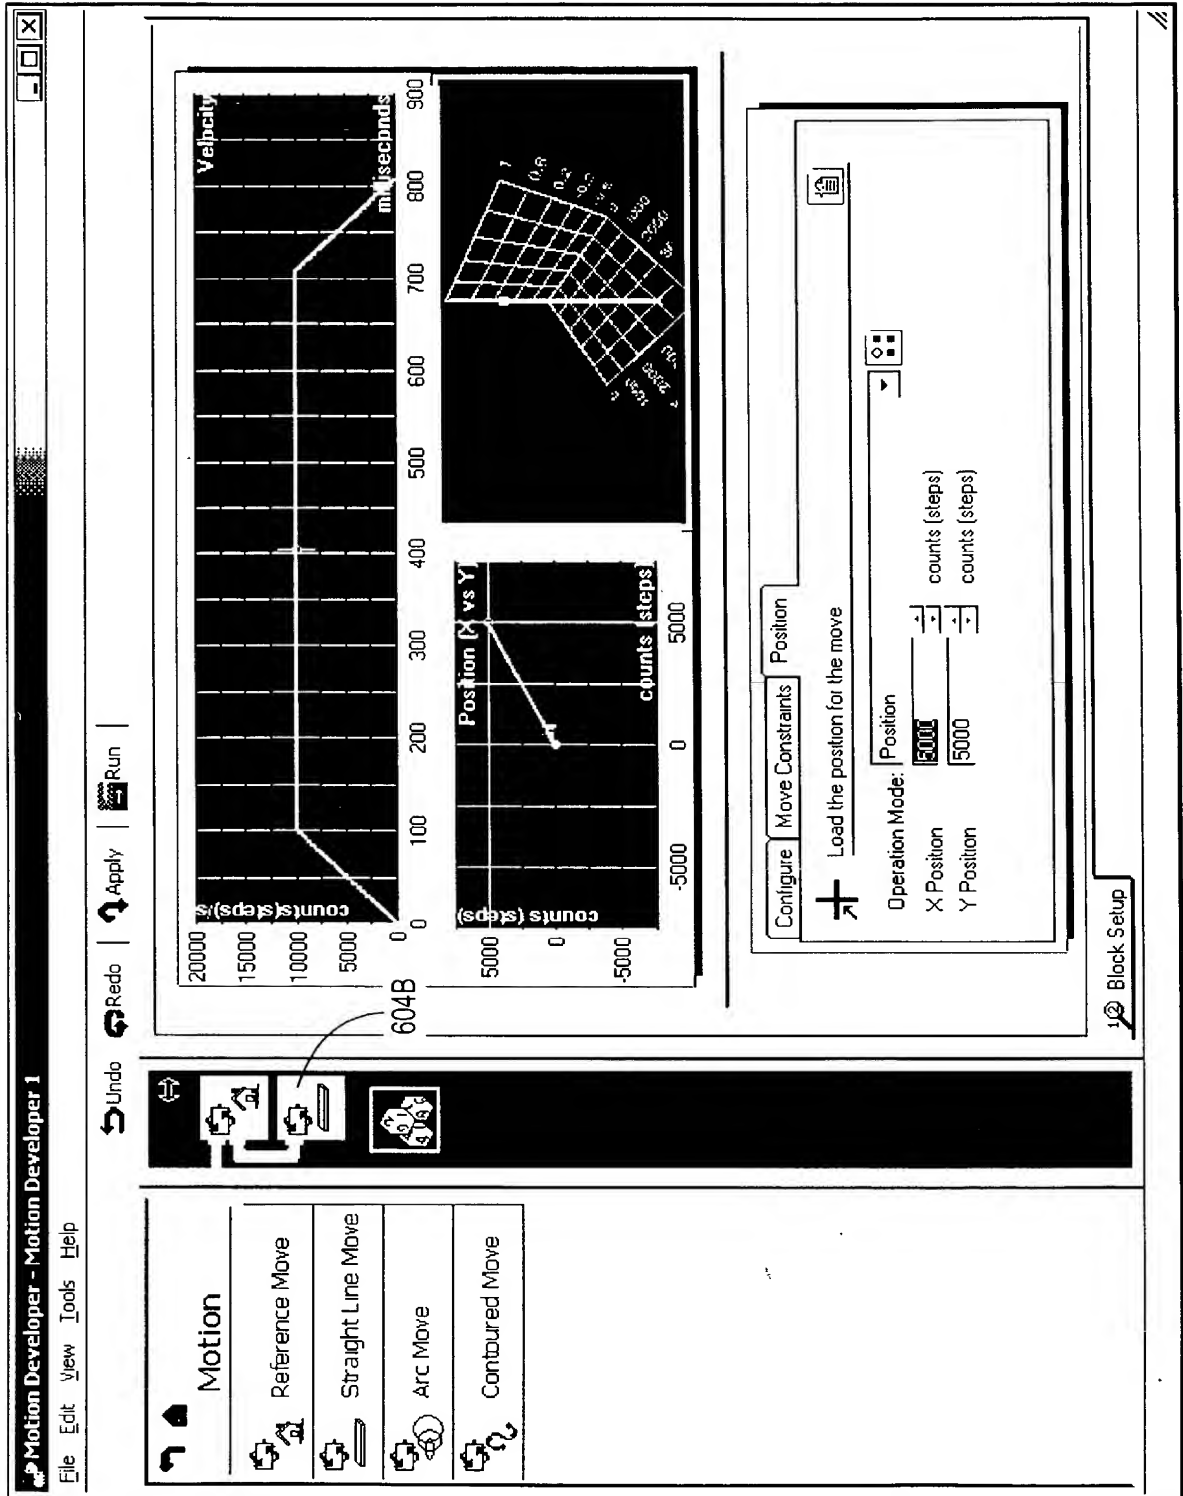 Motion Developer - Motion Developer 1
File Edit View Tools Help
Undo Redo Apply Run
Motion
Reference Move
Straight Line Move
Arc Move
Contoured Move
604B
Velocity
counts (steps)/s
20000
15000
10000
5000
0
0 100 200 300 400 500 600 700 800 900
milliseconds
Position (X vs Y)
counts (steps)
5000
0
-5000
-5000 0 5000
counts (steps)
Configure Move Constraints Position
Load the position for the move
Operation Mode: Position
X Position 5000 counts (steps)
Y Position 5000 counts (steps)
Block Setup